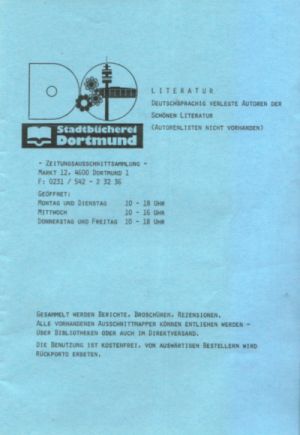 LITERATUR
DEUTSCHSPRACHIG VERLEGTE AUTOREN DER
SCHÖNEN LITERATUR
(AUTORENLISTEN NICHT VORHANDEN)
DO
Stadtbücherei
Dortmund
- ZEITUNGSAUSSCHNITTSAMMLUNG -
MARKT 12, 4600 DORTMUND 1
F: 0231 / 542 - 2 32 36
GEÖFFNET:
MONTAG UND DIENSTAG 10 - 18 UHR
MITTWOCH 10 - 16 UHR
DONNERSTAG UND FREITAG 10 - 18 UHR
GESAMMELT WERDEN BERICHTE, BROSCHÜREN, REZENSIONEN.
ALLE VORHANDENEN AUSSCHNITTMAPPEN KÖNNEN ENTLIEHEN WERDEN -
ÜBER BIBLIOTHEKEN ODER AUCH IM DIREKTVERSAND.
DIE BENUTZUNG IST KOSTENFREI, VON AUSWÄRTIGEN BESTELLERN WIRD
RÜCKPORTO ERBETEN.